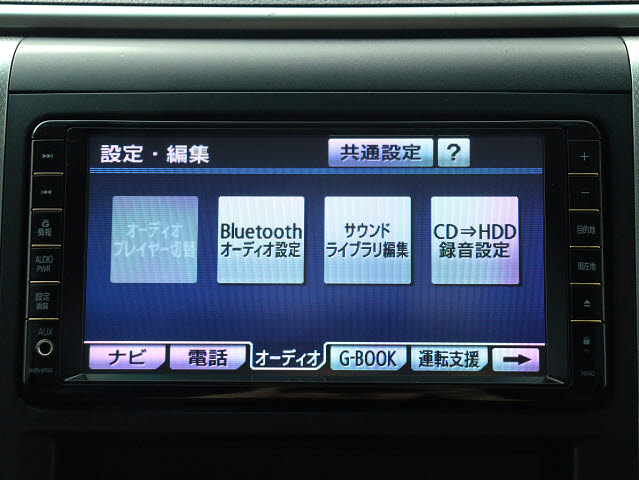 設定・編集
共通設定
?
オーディオ
プレイヤー切替
Bluetooth
オーディオ設定
サウンド
ライブラリ編集
CD⇒HDD
録音設定
ナビ
電話
オーディオ
G-BOOK
運転支援
→
G
情報
AUDIO
PWR
設定
編集
AUX
+
−
目的地
現在地